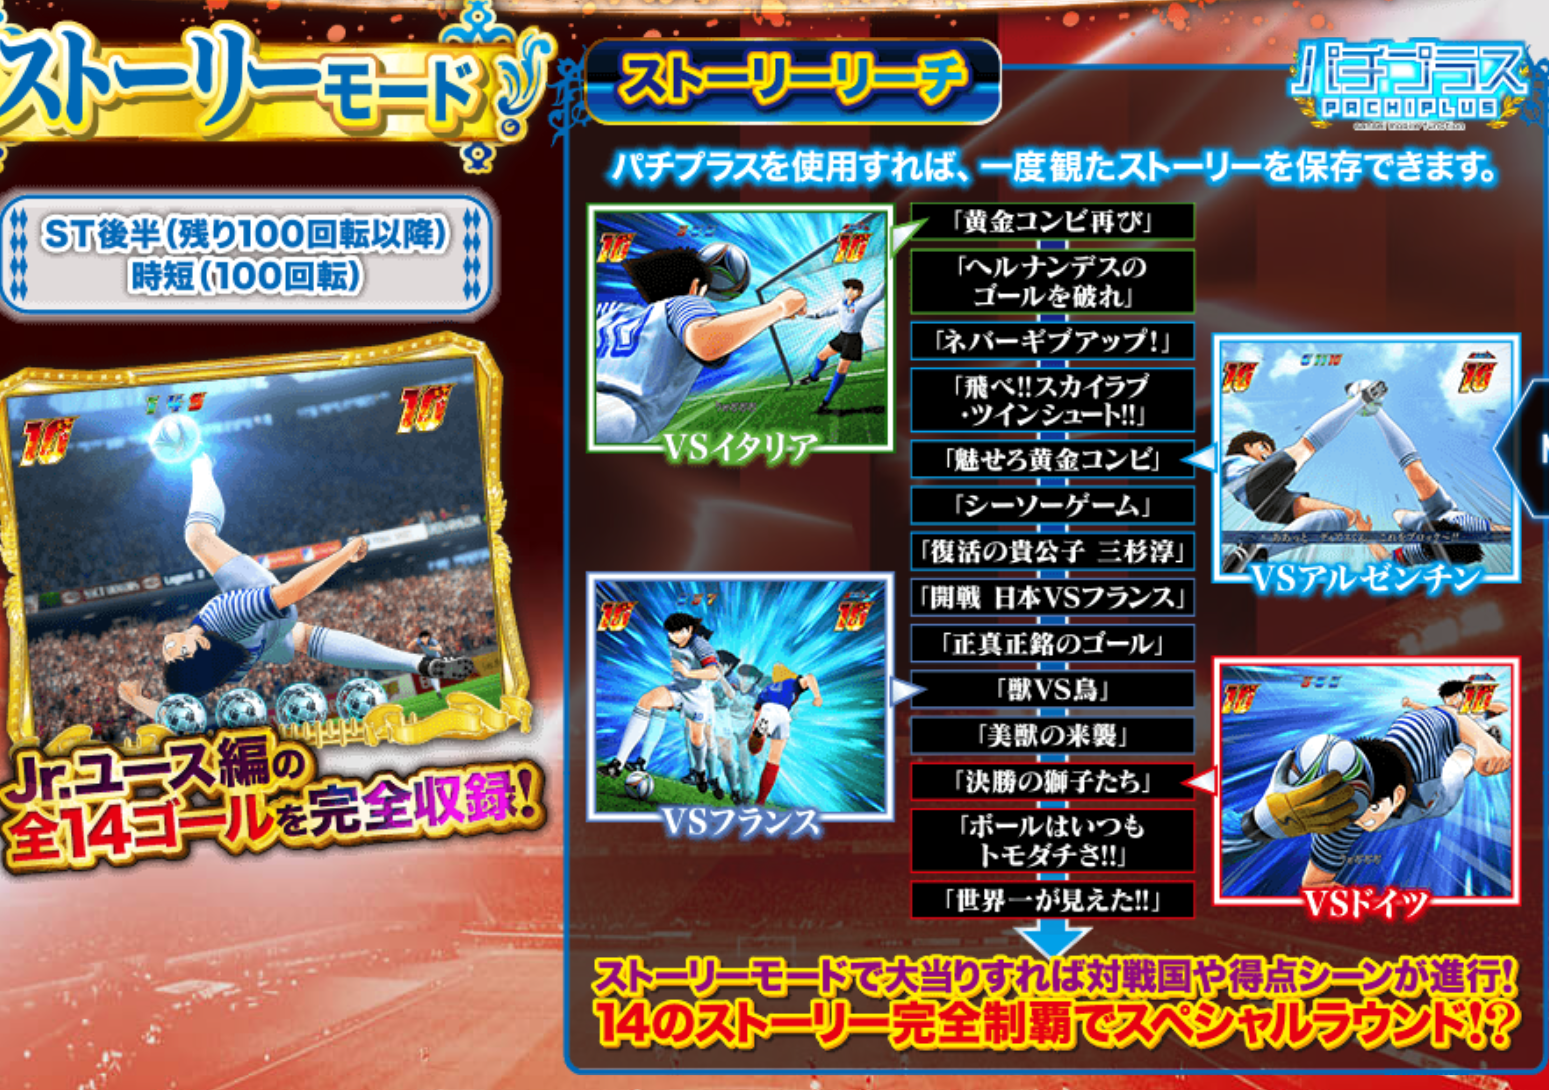 ストーリーモード
ST後半(残り100回転以降)
時短(100回転)
16
16
Jr.ユース編の
全14ゴールを完全収録!
ストーリーリーチ
パチプラス
PACHIPLUS
パチプラスを使用すれば、一度観たストーリーを保存できます。
16
16
VSイタリア
「黄金コンビ再び」
「ヘルナンデスの
ゴールを破れ」
「ネバーギブアップ!」
「飛べ!!スカイラブ
・ツインシュート!!」
「魅せろ黄金コンビ」
「シーソーゲーム」
「復活の貴公子 三杉淳」
「開戦 日本VSフランス」
「正真正銘のゴール」
「獣VS鳥」
「美獣の来襲」
「決勝の獅子たち」
「ボールはいつも
トモダチさ!!」
「世界一が見えた!!」
16
16
VSアルゼンチン
16
16
VSフランス
16
16
VSドイツ
ストーリーモードで大当りすれば対戦国や得点シーンが進行!
14のストーリー完全制覇でスペシャルラウンド!?